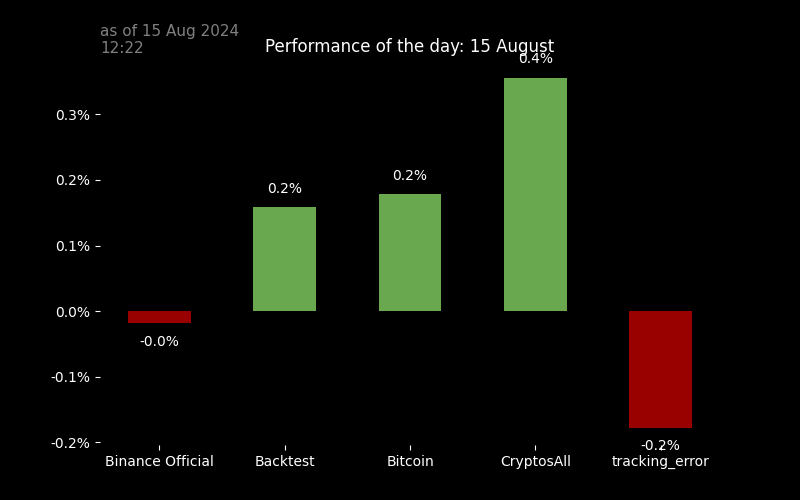 as of 15 Aug 2024
12:22
Performance of the day: 15 August
0.4%
0.3%
0.2%
0.1%
0.0%
-0.1%
-0.2%
0.2%
0.2%
-0.0%
-0.2%
Binance Official
Backtest
Bitcoin
CryptosAll
tracking_error